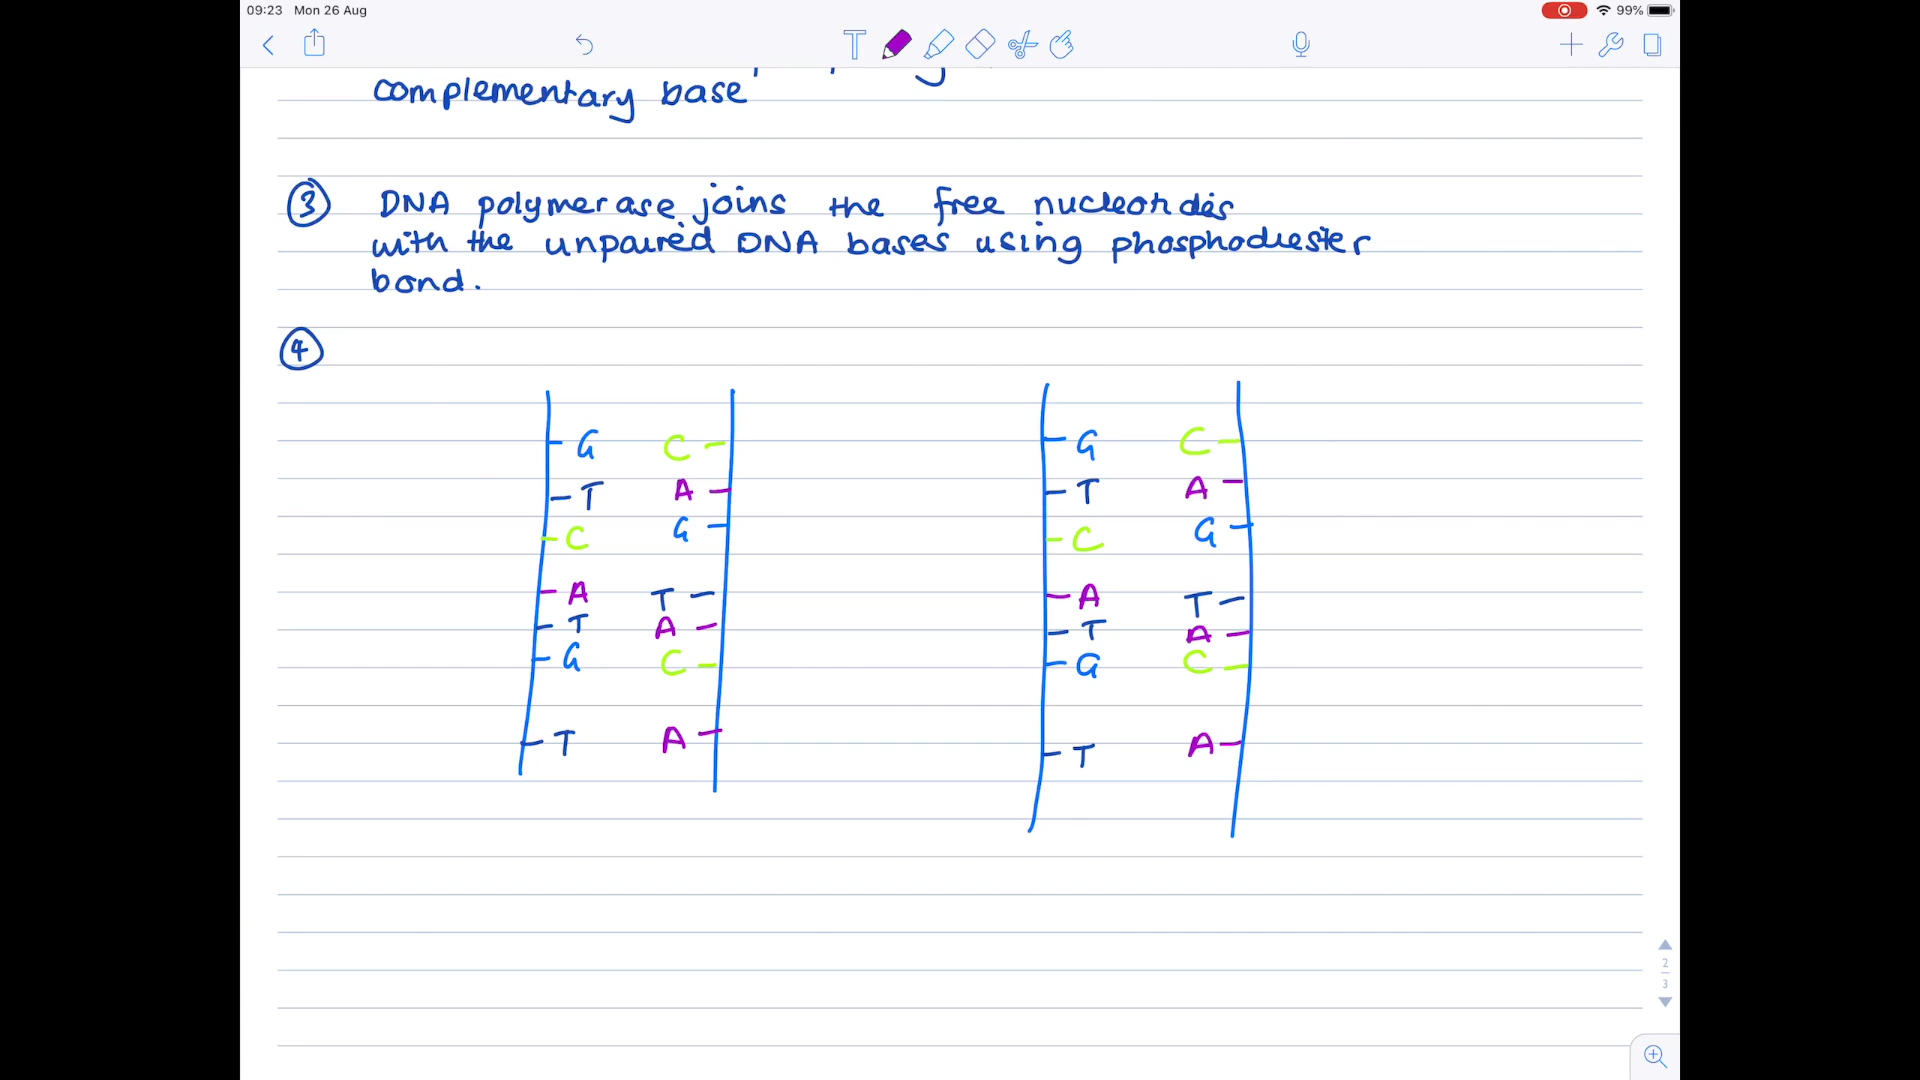 09:23 Mon 26 Aug
99%
T
complementary base
3 DNA polymerase joins the free nucleotides
with the unpaired DNA bases using phosphodiester
bond.
4
G C G C
T A T A
C G C G
A T A T
T A T A
G C G C
T A T A
2
3